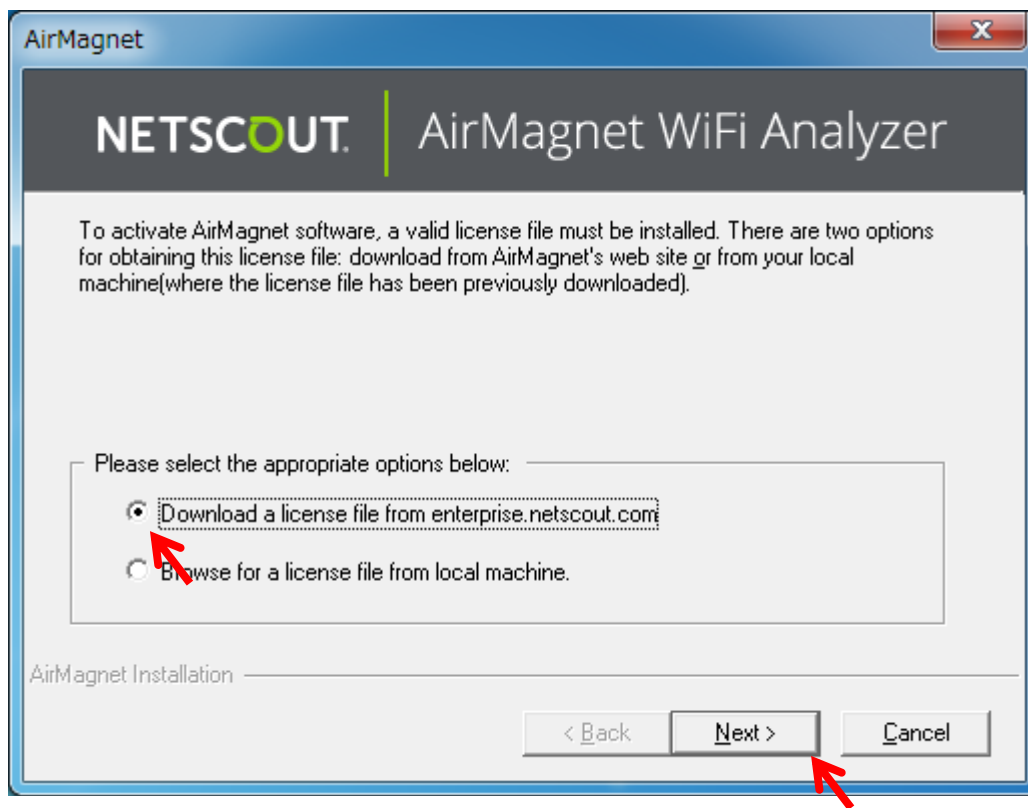 AirMagnet
NETSCOUT. AirMagnet WiFi Analyzer
To activate AirMagnet software, a valid license file must be installed. There are two options
for obtaining this license file: download from AirMagnet's web site or from your local
machine(where the license file has been previously downloaded).
Please select the appropriate options below:
Download a license file from enterprise.netscout.com
Browse for a license file from local machine.
AirMagnet Installation
< Back Next > Cancel